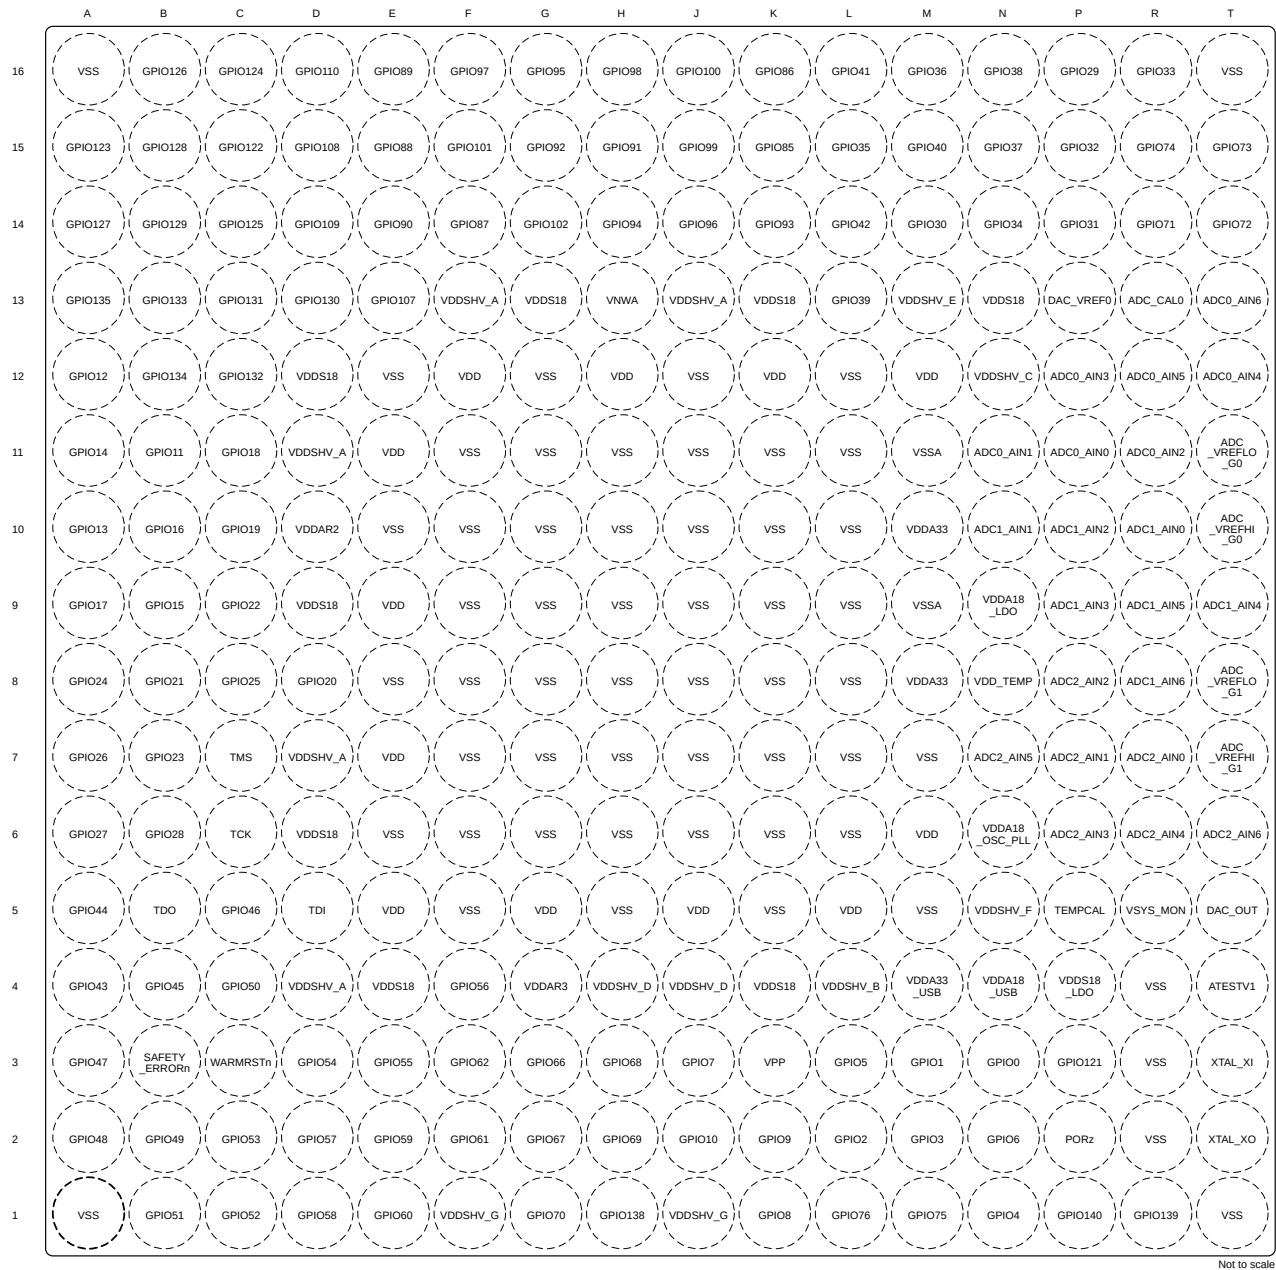 A B C D E F G H J K L M N P R T
16 VSS GPIO126 GPIO124 GPIO110 GPIO89 GPIO97 GPIO95 GPIO98 GPIO100 GPIO86 GPIO41 GPIO36 GPIO38 GPIO29 GPIO33 VSS
15 GPIO123 GPIO128 GPIO122 GPIO108 GPIO88 GPIO101 GPIO92 GPIO91 GPIO99 GPIO85 GPIO35 GPIO40 GPIO37 GPIO32 GPIO74 GPIO73
14 GPIO127 GPIO129 GPIO125 GPIO109 GPIO90 GPIO87 GPIO102 GPIO94 GPIO96 GPIO93 GPIO42 GPIO30 GPIO34 GPIO31 GPIO71 GPIO72
13 GPIO135 GPIO133 GPIO131 GPIO130 GPIO107 VDDSHV_A VDDS18 VNWA VDDSHV_A VDDS18 GPIO39 VDDSHV_E VDDS18 DAC_VREF0 ADC_CAL0 ADC0_AIN6
12 GPIO12 GPIO134 GPIO132 VDDS18 VSS VDD VSS VDD VSS VDD VSS VDD VDDSHV_C ADC0_AIN3 ADC0_AIN5 ADC0_AIN4
11 GPIO14 GPIO11 GPIO18 VDDSHV_A VDD VSS VSS VSS VSS VSS VSS VSSA ADC0_AIN1 ADC0_AIN0 ADC0_AIN2 ADC
_VREFLO
_G0
10 GPIO13 GPIO16 GPIO19 VDDAR2 VSS VSS VSS VSS VSS VSS VSS VDDA33 ADC1_AIN1 ADC1_AIN2 ADC1_AIN0 ADC
_VREFHI
_G0
9 GPIO17 GPIO15 GPIO22 VDDS18 VDD VSS VSS VSS VSS VSS VSS VSSA VDDA18
_LDO ADC1_AIN3 ADC1_AIN5 ADC1_AIN4
8 GPIO24 GPIO21 GPIO25 GPIO20 VSS VSS VSS VSS VSS VSS VSS VDDA33 VDD_TEMP ADC2_AIN2 ADC1_AIN6 ADC
_VREFLO
_G1
7 GPIO26 GPIO23 TMS VDDSHV_A VDD VSS VSS VSS VSS VSS VSS VSS ADC2_AIN5 ADC2_AIN1 ADC2_AIN0 ADC
_VREFHI
_G1
6 GPIO27 GPIO28 TCK VDDS18 VSS VSS VSS VSS VSS VSS VSS VDD VDDA18
_OSC_PLL ADC2_AIN3 ADC2_AIN4 ADC2_AIN6
5 GPIO44 TDO GPIO46 TDI VDD VSS VDD VSS VDD VSS VDD VSS VDDSHV_F TEMPCAL VSYS_MON DAC_OUT
4 GPIO43 GPIO45 GPIO50 VDDSHV_A VDDS18 GPIO56 VDDAR3 VDDSHV_D VDDSHV_D VDDS18 VDDSHV_B VDDA33
_USB VDDA18
_USB VDDS18
_LDO VSS ATESTV1
3 GPIO47 SAFETY
_ERRORn WARMRSTn GPIO54 GPIO55 GPIO62 GPIO66 GPIO68 GPIO7 VPP GPIO5 GPIO1 GPIO0 GPIO121 VSS XTAL_XI
2 GPIO48 GPIO49 GPIO53 GPIO57 GPIO59 GPIO61 GPIO67 GPIO69 GPIO10 GPIO9 GPIO2 GPIO3 GPIO6 PORz VSS XTAL_XO
1 VSS GPIO51 GPIO52 GPIO58 GPIO60 VDDSHV_G GPIO70 GPIO138 VDDSHV_G GPIO8 GPIO76 GPIO75 GPIO4 GPIO140 GPIO139 VSS
Not to scale